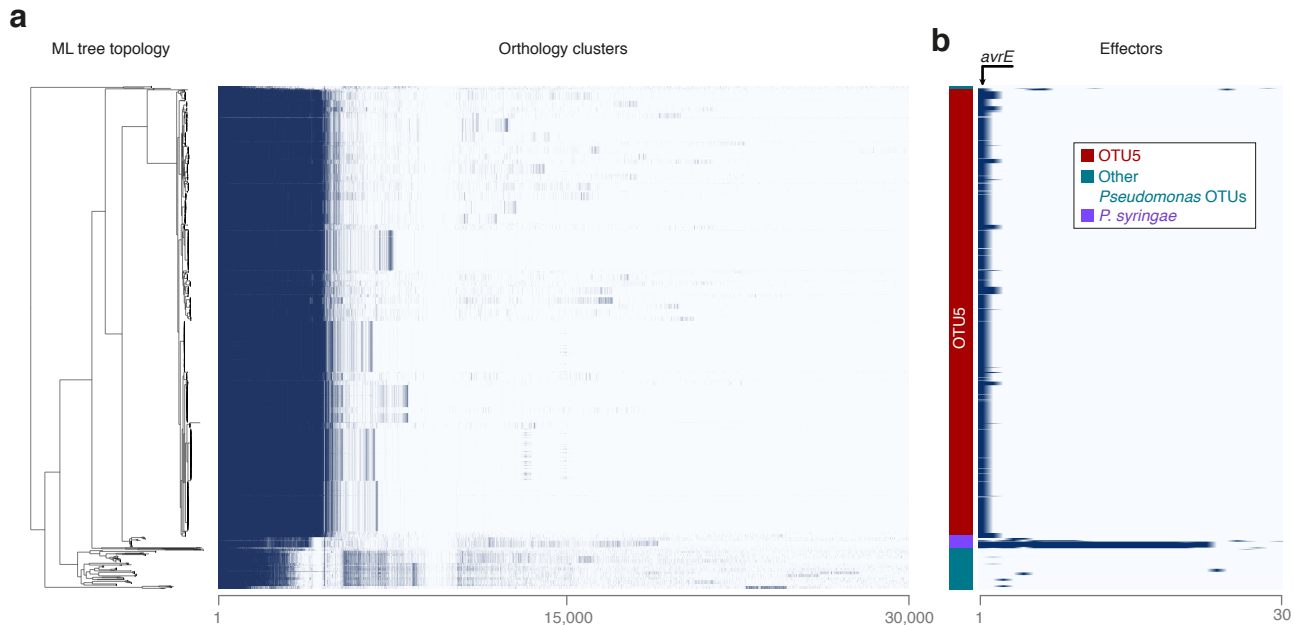 a
ML tree topology
Orthology clusters
b
Effectors
avrE
OTU5
Other
Pseudomonas OTUs
P. syringae
OTU5
1
15,000
30,000
1
30